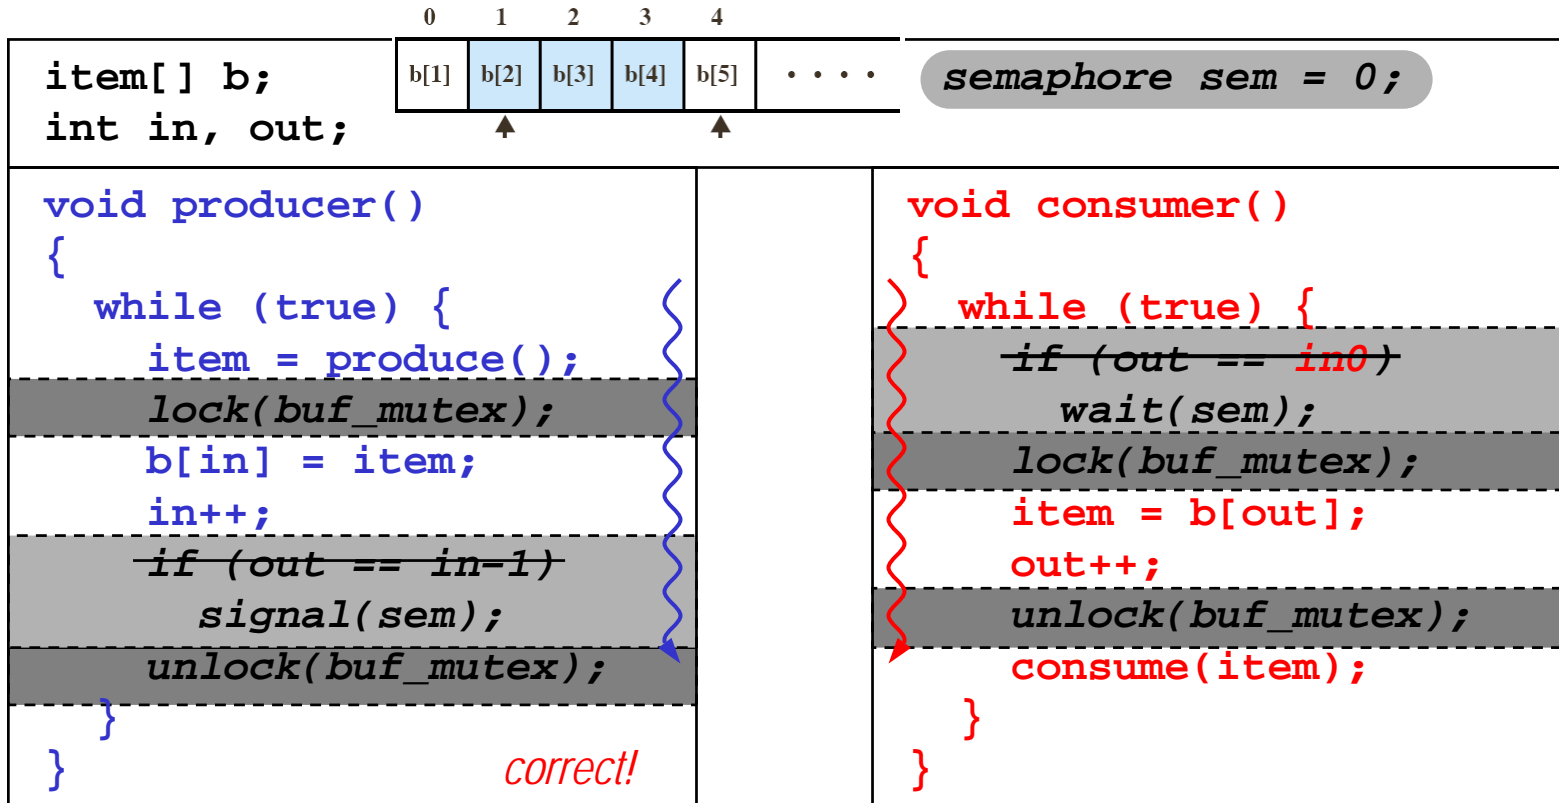 0 1 2 3 4
item[] b;
int in, out;
b[1] b[2] b[3] b[4] b[5] . . . .
semaphore sem = 0;
void producer()
{
while (true) {
item = produce();
lock(buf_mutex);
b[in] = item;
in++;
if (out == in-1)
signal(sem);
unlock(buf_mutex);
}
}
correct!
void consumer()
{
while (true) {
if (out == in0)
wait(sem);
lock(buf_mutex);
item = b[out];
out++;
unlock(buf_mutex);
consume(item);
}
}